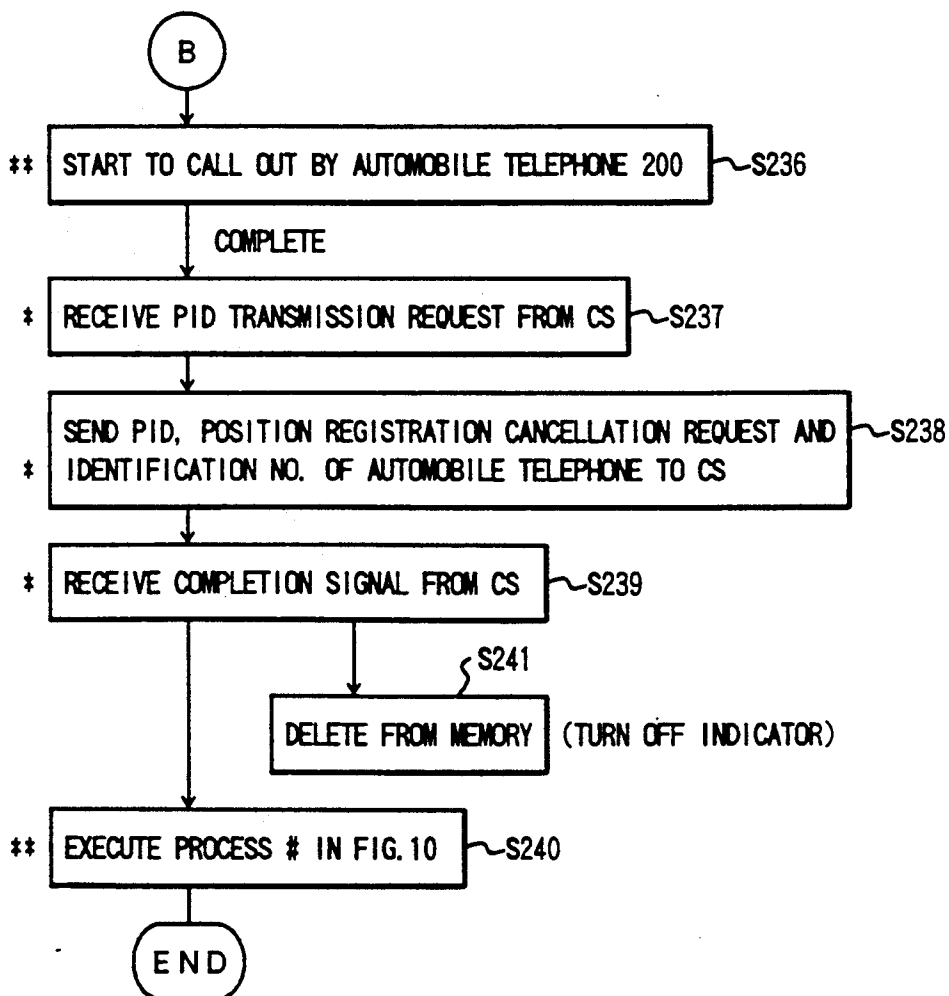 B
** START TO CALL OUT BY AUTOMOBILE TELEPHONE 200 S236
COMPLETE
* RECEIVE PID TRANSMISSION REQUEST FROM CS S237
SEND PID, POSITION REGISTRATION CANCELLATION REQUEST AND S238
* IDENTIFICATION NO. OF AUTOMOBILE TELEPHONE TO CS
* RECEIVE COMPLETION SIGNAL FROM CS S239
S241
DELETE FROM MEMORY (TURN OFF INDICATOR)
** EXECUTE PROCESS # IN FIG. 10 S240
END